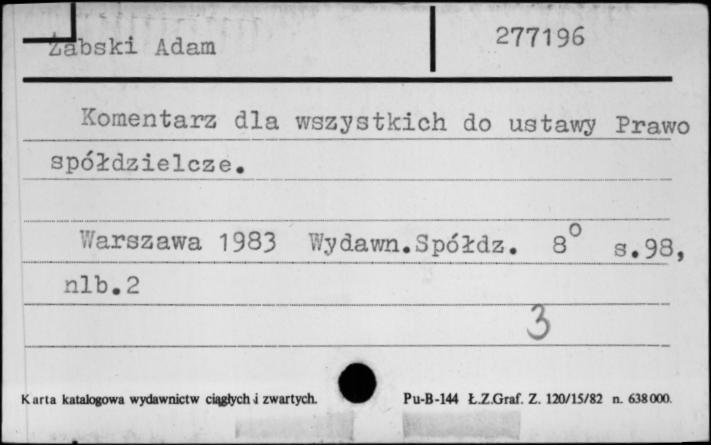 Żabski Adam 277196
Komentarz dla wszystkich do ustawy Prawo
spółdzielcze.
Warszawa 1983 Wydawn.Spółdz. 8° s.98,
nlb.2
3
Karta katalogowa wydawnictw ciągłych i zwartych. Pu-B-144 Ł.Z.Graf. Z. 120/15/82 n. 638000.